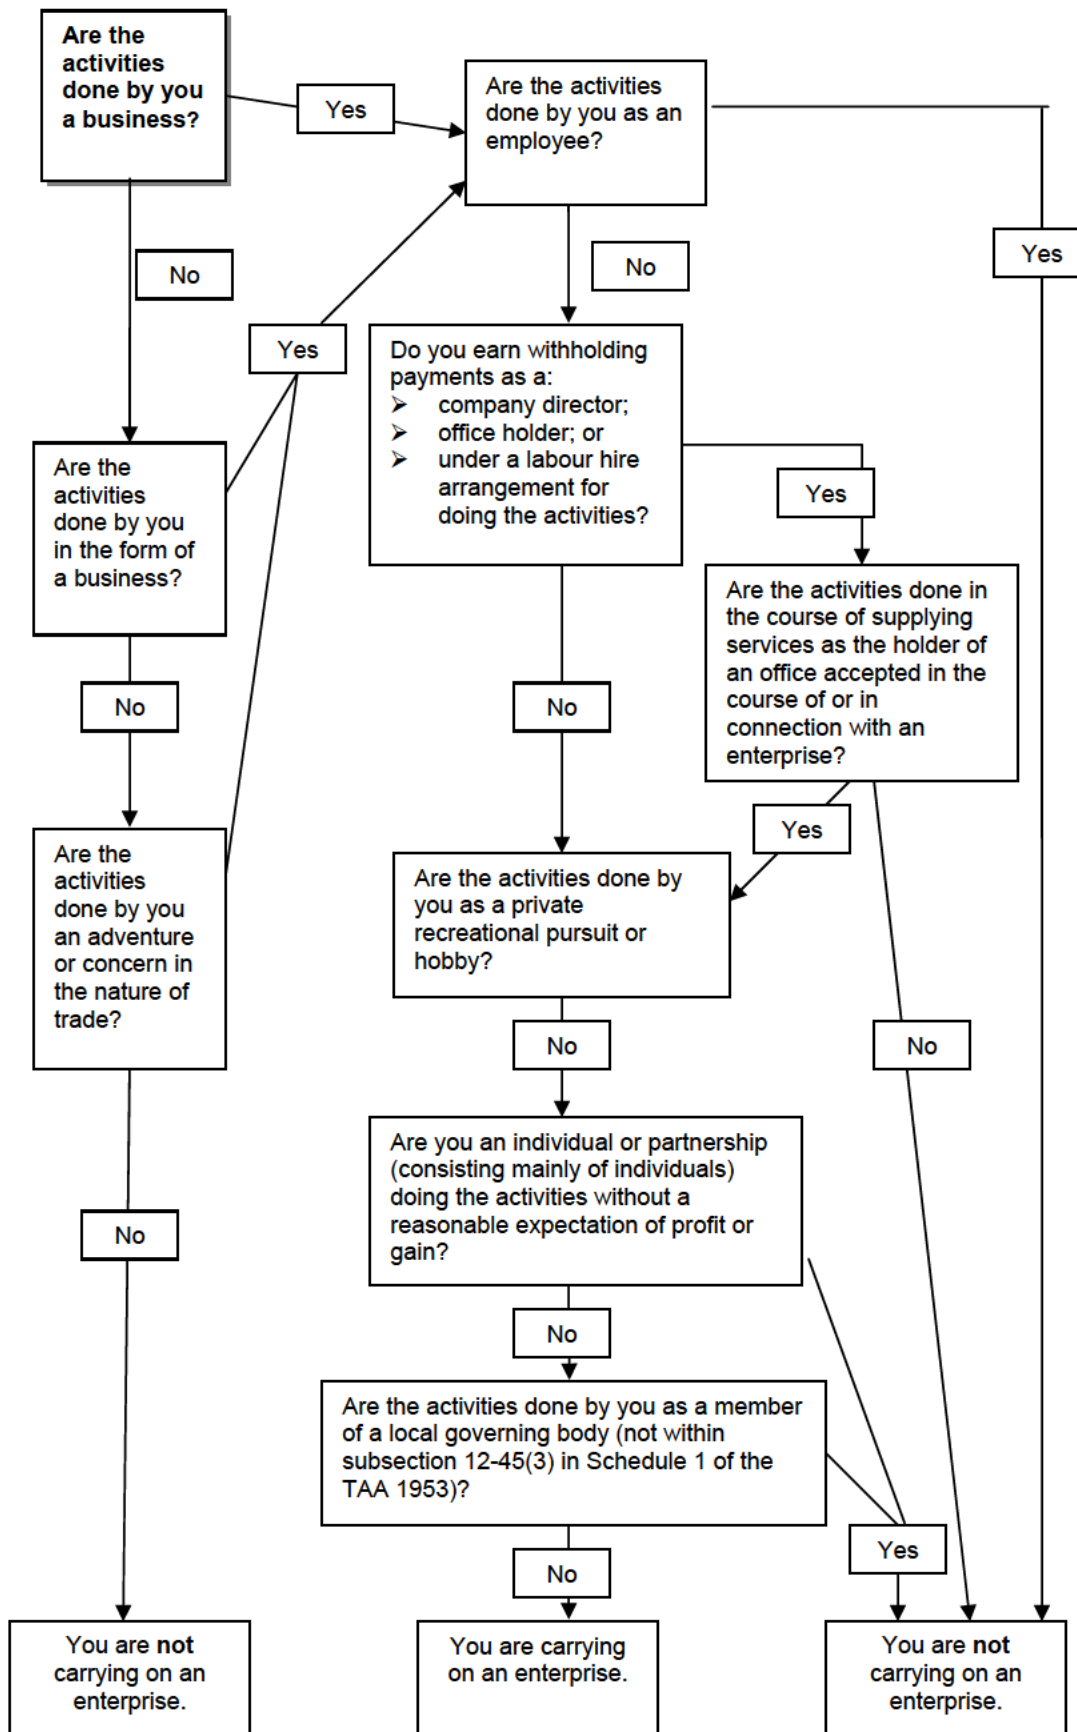 Are the
activities
done by you
a business?
Yes
Are the activities
done by you as an
employee?
Yes
No
No
Yes
Do you earn withholding
payments as a:
➢ company director;
➢ office holder; or
➢ under a labour hire
arrangement for
doing the activities?
Yes
Are the
activities
done by you
in the form of
a business?
Are the activities done in
the course of supplying
services as the holder of
an office accepted in the
course of or in
connection with an
enterprise?
No
No
Yes
Are the
activities
done by you
an adventure
or concern in
the nature of
trade?
Are the activities done by
you as a private
recreational pursuit or
hobby?
No
No
Are you an individual or partnership
(consisting mainly of individuals)
doing the activities without a
reasonable expectation of profit or
gain?
No
No
Are the activities done by you as a member
of a local governing body (not within
subsection 12-45(3) in Schedule 1 of the
TAA 1953)?
Yes
No
You are not
carrying on an
enterprise.
You are carrying
on an enterprise.
You are not
carrying on an
enterprise.